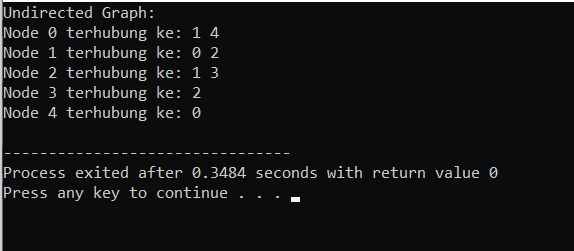 Undirected Graph:
Node 0 terhubung ke: 1 4
Node 1 terhubung ke: 0 2
Node 2 terhubung ke: 1 3
Node 3 terhubung ke: 2
Node 4 terhubung ke: 0
--------------------------------
Process exited after 0.3484 seconds with return value 0
Press any key to continue . . .